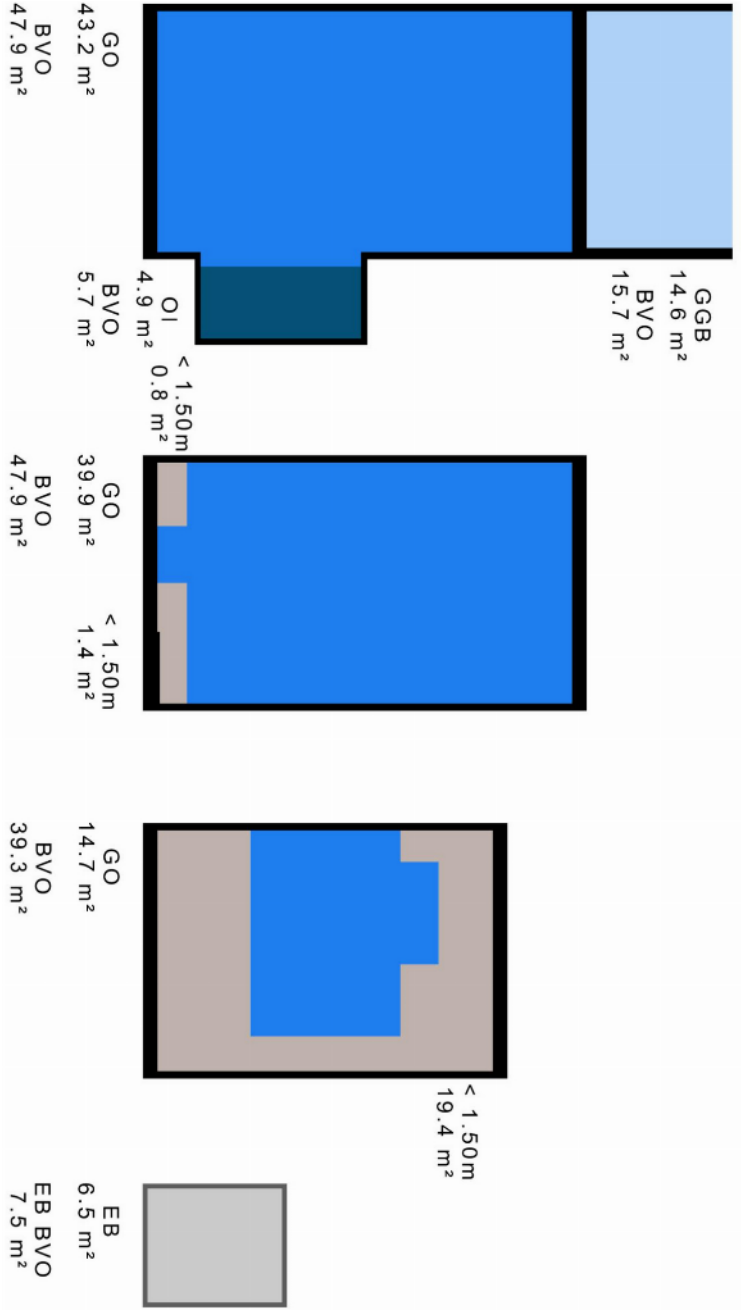 GGB
14.6 m²
BVO
15.7 m²
OI
4.9 m²
BVO
5.7 m²
< 1.50m
0.8 m²
GO
43.2 m²
BVO
47.9 m²
GO
39.9 m²
BVO
47.9 m²
< 1.50m
1.4 m²
< 1.50m
19.4 m²
GO
14.7 m²
BVO
39.3 m²
EB
6.5 m²
EB BVO
7.5 m²